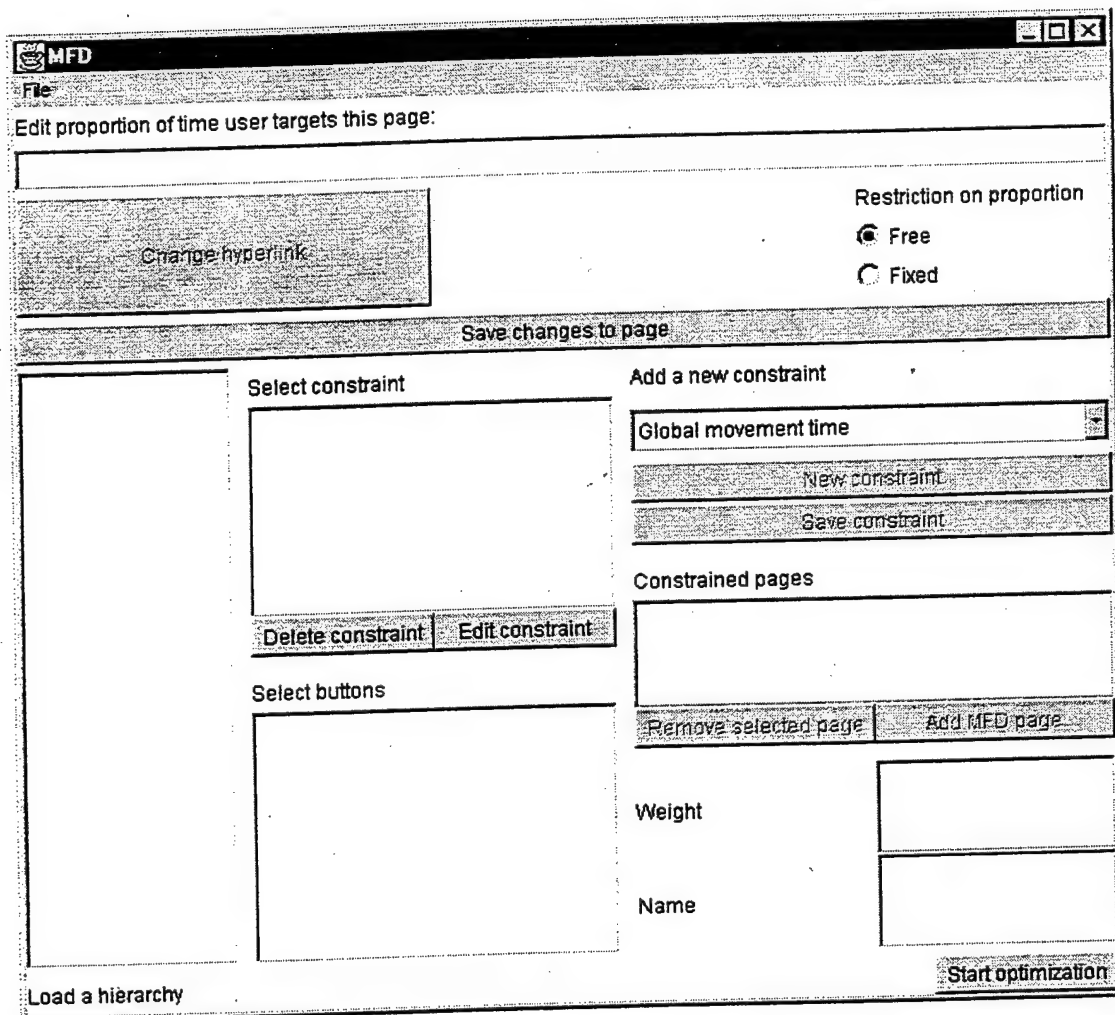 MFD
File
Edit proportion of time user targets this page:
Change hyperlink
Restriction on proportion
Free
Fixed
Save changes to page
Select constraint
Add a new constraint
Global movement time
New constraint
Save constraint
Constrained pages
Delete constraint
Edit constraint
Select buttons
Remove selected page
Add MFD page
Weight
Name
Load a hierarchy
Start optimization